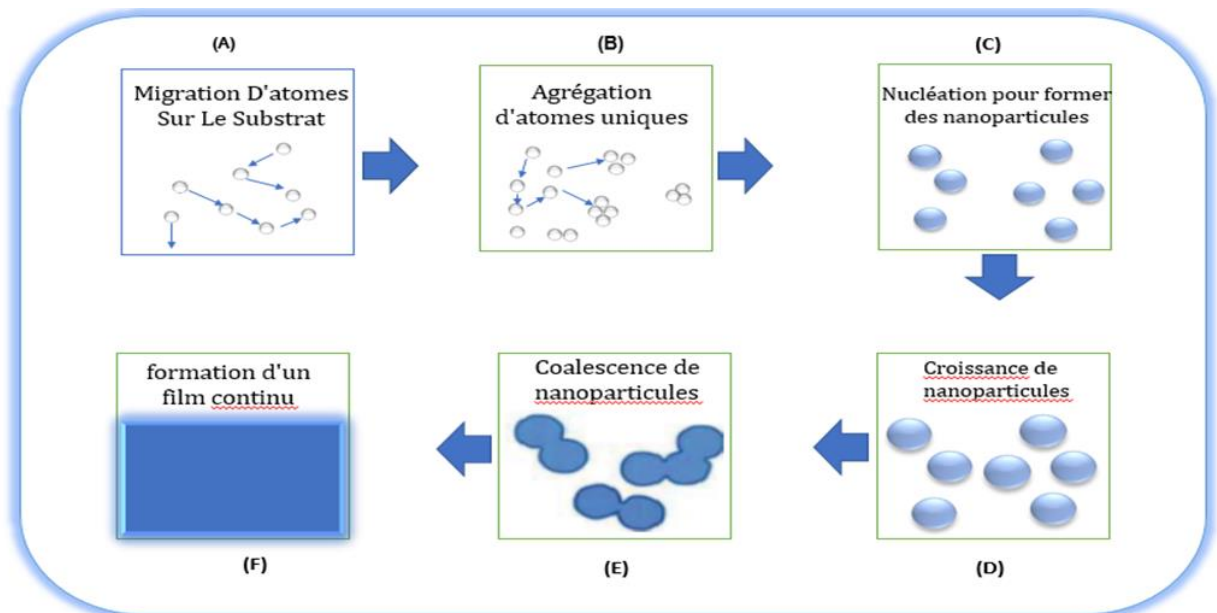 (A)
Migration D'atomes
Sur Le Substrat
(B)
Agrégation
d'atomes uniques
(C)
Nucléation pour former
des nanoparticules
Croissance de
nanoparticules
(D)
Coalescence de
nanoparticules
(E)
formation d'un
film continu
(F)